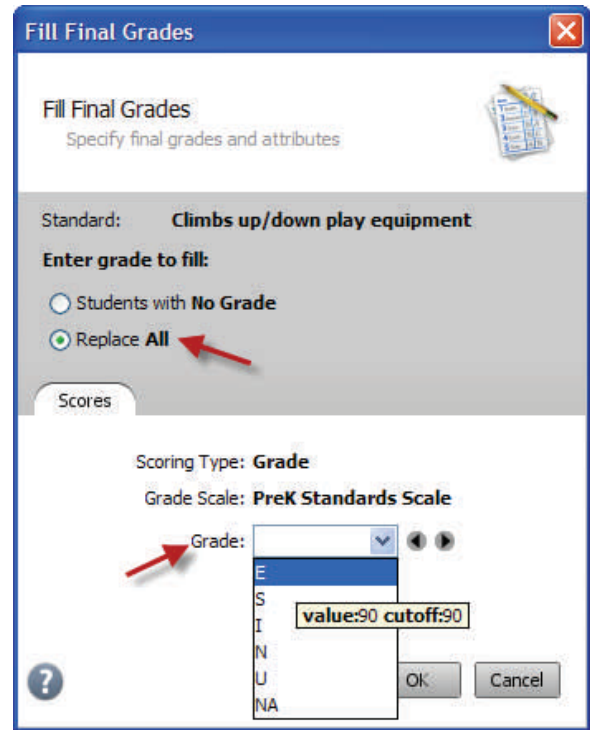 Fill Final Grades
Fill Final Grades
Specify final grades and attributes
Standard: Climbs up/down play equipment
Enter grade to fill:
Students with No Grade
Replace All
Scores
Scoring Type: Grade
Grade Scale: PreK Standards Scale
Grade:
E
S
value:90 cutoff:90
I
N
U
NA
? OK Cancel